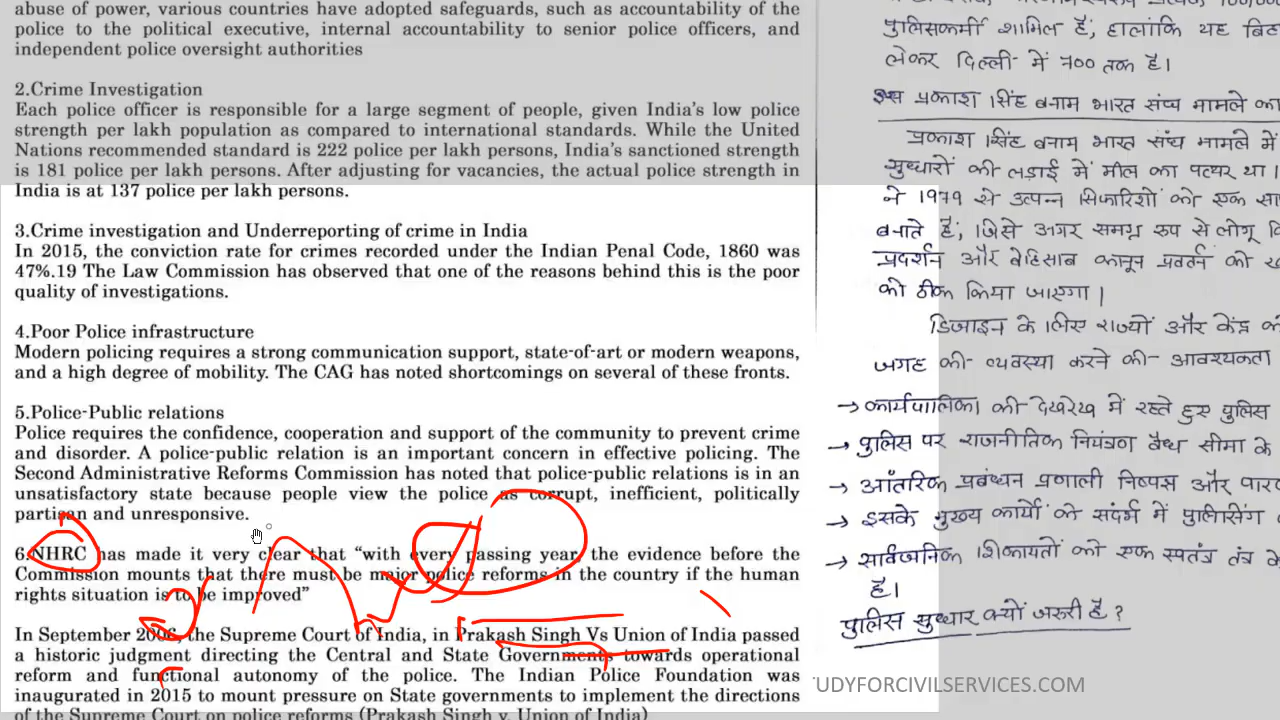 abuse of power, various countries have adopted safeguards, such as accountability of
police to the political executive, internal accountability to senior police officers, and
independent police oversight authorities
2.Crime Investigation
Each police officer is responsible for a large segment of people, given India's low police
strength per lakh population as compared to international standards. While the United
Nations recommended standard is 222 police per lakh persons, India's sanctioned strength
is 181 police per lakh persons. After adjusting for vacancies, the actual police strength in
India is at 137 police per lakh persons.
3.Crime investigation and Underreporting of crime in India
In 2015, the conviction rate for crimes recorded under the Indian Penal Code, 1860 was
47%.19 The Law Commission has observed that one of the reasons behind this is the poor
quality of investigations.
4.Poor Police infrastructure
Modern policing requires a strong communication support, state-of-art or modern weapons,
and a high degree of mobility. The CAG has noted shortcomings on several of these fronts.
5.Police-Public relations
Police requires the confidence, cooperation and support of the community to prevent crime
and disorder. A police-public relation is an important concern in effective policing. The
Second Administrative Reforms Commission has noted that police-public relations is in an
unsatisfactory state because people view the police as corrupt, inefficient, politically
partisan and unresponsive.
6.NHRC has made it very clear that “with every passing year, the evidence before the
Commission mounts that there must be major police reforms in the country if the human
rights situation is to be improved”
In September 2006, the Supreme Court of India, in Prakash Singh Vs Union of India passed
a historic judgment directing the Central and State Governments towards operational
reform and functional autonomy of the police. The Indian Police Foundation was
inaugurated in 2015 to mount pressure on State governments to implement the directions
of the Supreme Court on police reforms (Prakash Singh v. Union of India)
पुलिसकर्मी शामिल हैं, हालांकि यह
लेकर दिल्ली में को तक है।
प्रकाश सिंह बनाम भारत संघ मामले का
प्रकाश सिंह बनाम भारत संघ मामले में
सुधारों की लड़ाई में मील का पत्थर था।
ने 1979 से उत्पन्न सिफारिशों को एक
बनाते हैं, जिसे अगर समग्र रुप से लागू
प्रदर्शन और बेहिसाब कानून प्रवर्तन की
को ठीक किया जाएगा।
डिजाइन के लिए राज्यों और केंद्र को
जगह की व्यवस्था करने की आवश्यकता
→ कार्यपालिका की देखरेख में रहते हुए पुलिस
→ पुलिस पर राजनीतिक नियंत्रण वैध सीमा के
→ आंतरिक प्रबंधन प्रणाली निष्पक्ष और
→ इसके मुख्य कार्यों के संदर्भ में पुलिसिंग
→ सार्वजनिक शिकायतों को एक स्वतंत्र तंत्र
है।
पुलिस सुधार क्यों जरुरी है ?
UDYFORCIVILSERVICES.COM